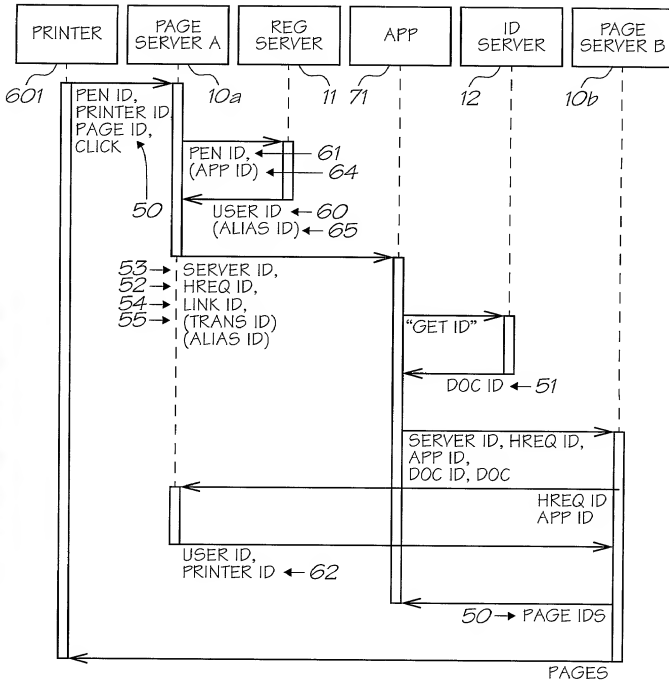 PRINTER
PAGE
SERVER A
REG
SERVER
APP
ID
SERVER
PAGE
SERVER B
601
10a
11
71
12
10b
PEN ID,
PRINTER ID,
PAGE ID,
CLICK
50
PEN ID, 61
(APP ID) 64
USER ID 60
(ALIAS ID) 65
53 SERVER ID,
52 HREQ ID,
54 LINK ID,
55 (TRANS ID)
(ALIAS ID)
"GET ID"
DOC ID 51
SERVER ID, HREQ ID,
APP ID,
DOC ID, DOC
HREQ ID
APP ID
USER ID,
PRINTER ID 62
50 PAGE IDS
PAGES